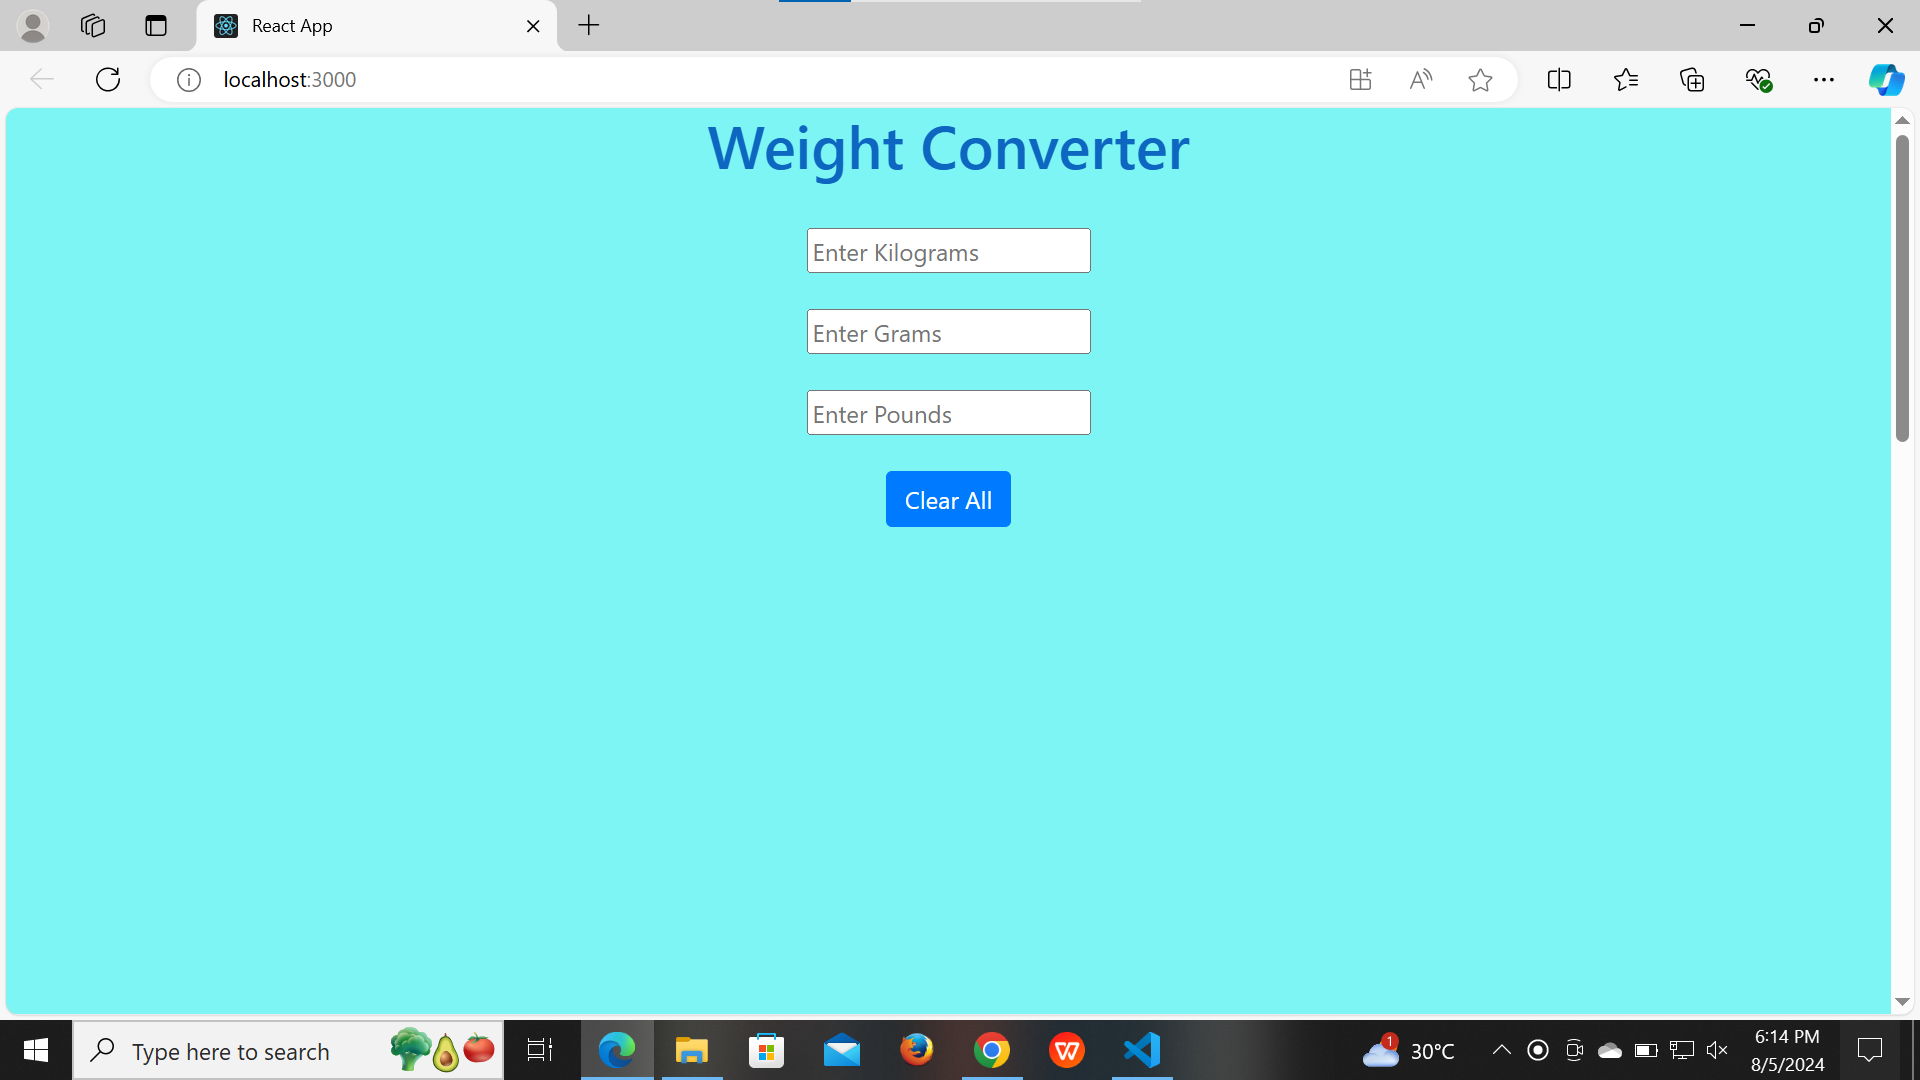 React App
localhost:3000
Weight Converter
Enter Kilograms
Enter Grams
Enter Pounds
Clear All
Type here to search
1
30°C
6:14 PM
8/5/2024